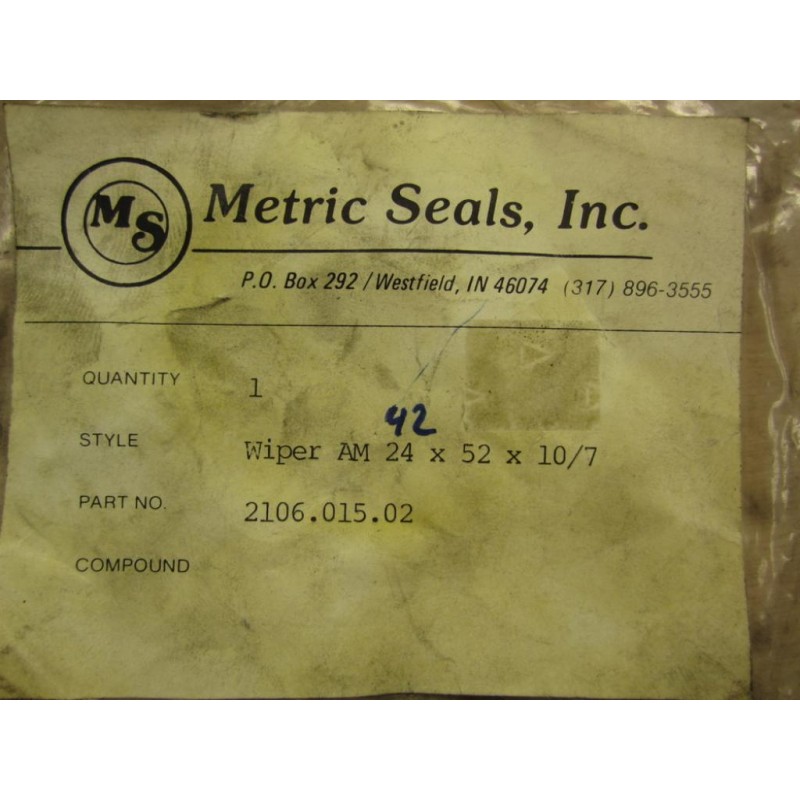 MS Metric Seals, Inc.
P.O. Box 292 / Westfield, IN 46074 (317) 896-3555
QUANTITY 1
42
STYLE Wiper AM 24 x 52 x 10/7
PART NO. 2106.015.02
COMPOUND